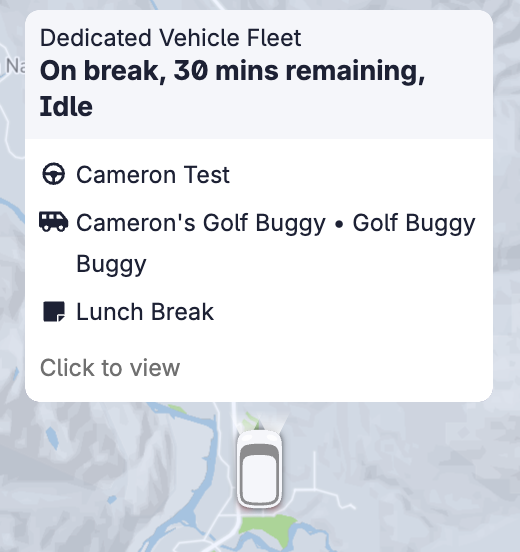 Dedicated Vehicle Fleet
On break, 30 mins remaining,
Idle
Cameron Test
Cameron's Golf Buggy • Golf Buggy
Buggy
Lunch Break
Click to view